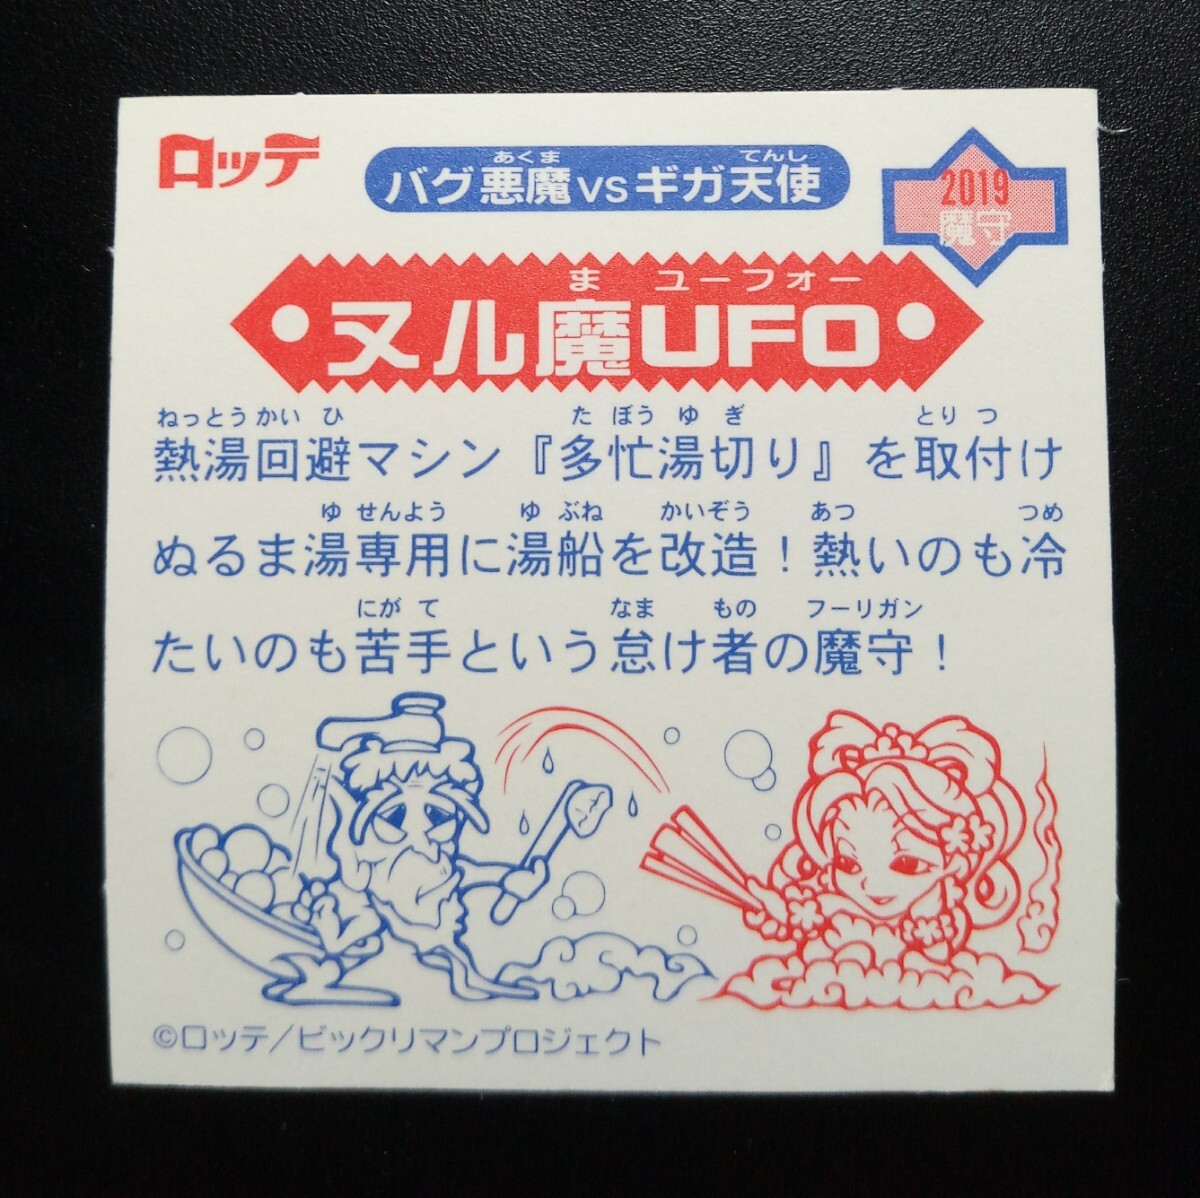 ロッテ
あくま てんし
バグ悪魔vsギガ天使
2019
魔守
ま ユーフォー
ヌル魔UFO
ねっとうかい ひ た ぼう ゆ ぎ とり つ
熱湯回避マシン『多忙湯切り』を取付け
ゆ せんよう ゆ ぶね かいぞう あつ つめ
ぬるま湯専用に湯船を改造！熱いのも冷
にが て なま もの フーリガン
たいのも苦手という怠け者の魔守！
©ロッテ/ビックリマンプロジェクト